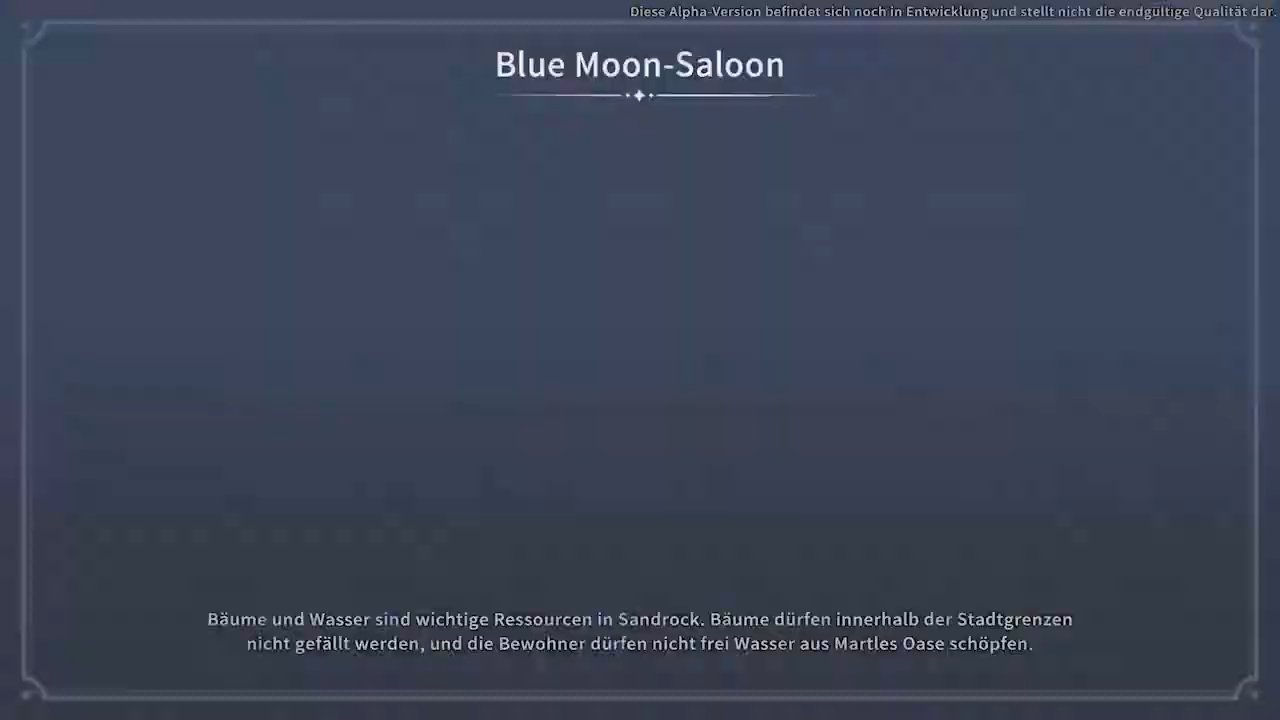 Diese Alpha-Version befindet sich noch in Entwicklung und stellt nicht die endgültige Qualität dar.
Blue Moon-Saloon
Bäume und Wasser sind wichtige Ressourcen in Sandrock. Bäume dürfen innerhalb der Stadtgrenzen
nicht gefällt werden, und die Bewohner dürfen nicht frei Wasser aus Martles Oase schöpfen.